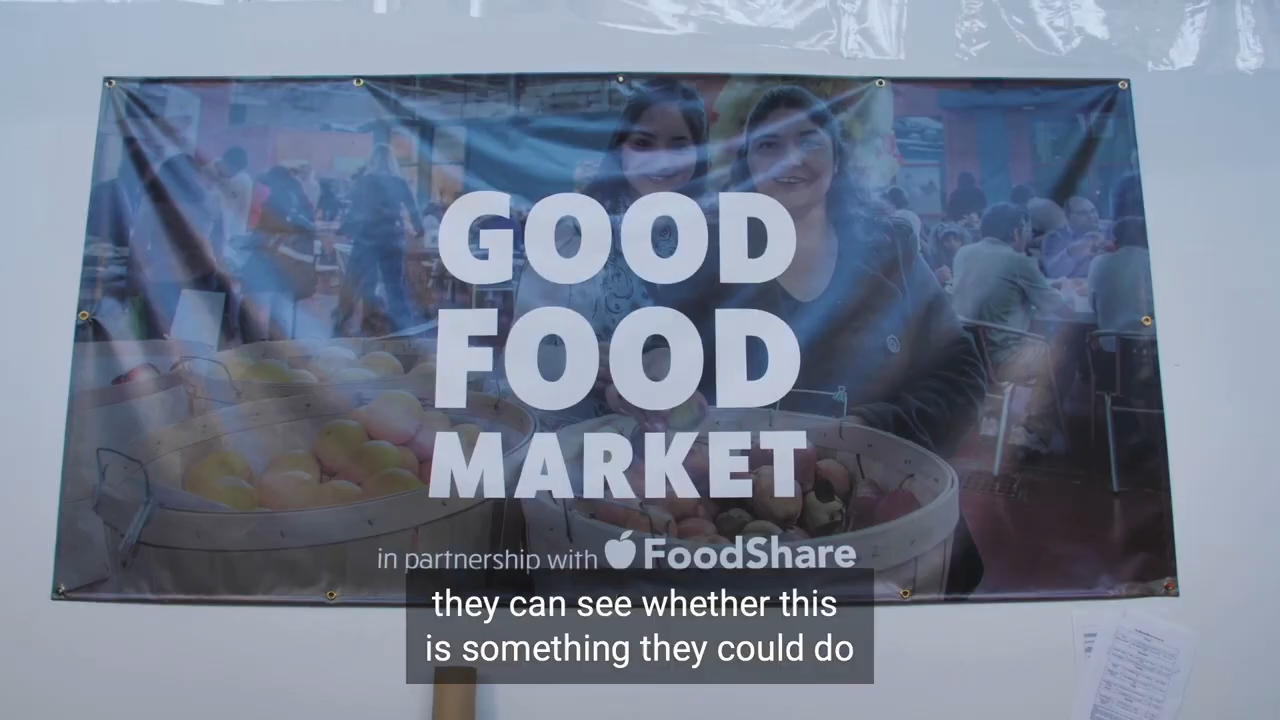 GOOD
FOOD
MARKET
in partnership with FoodShare
they can see whether this
is something they could do